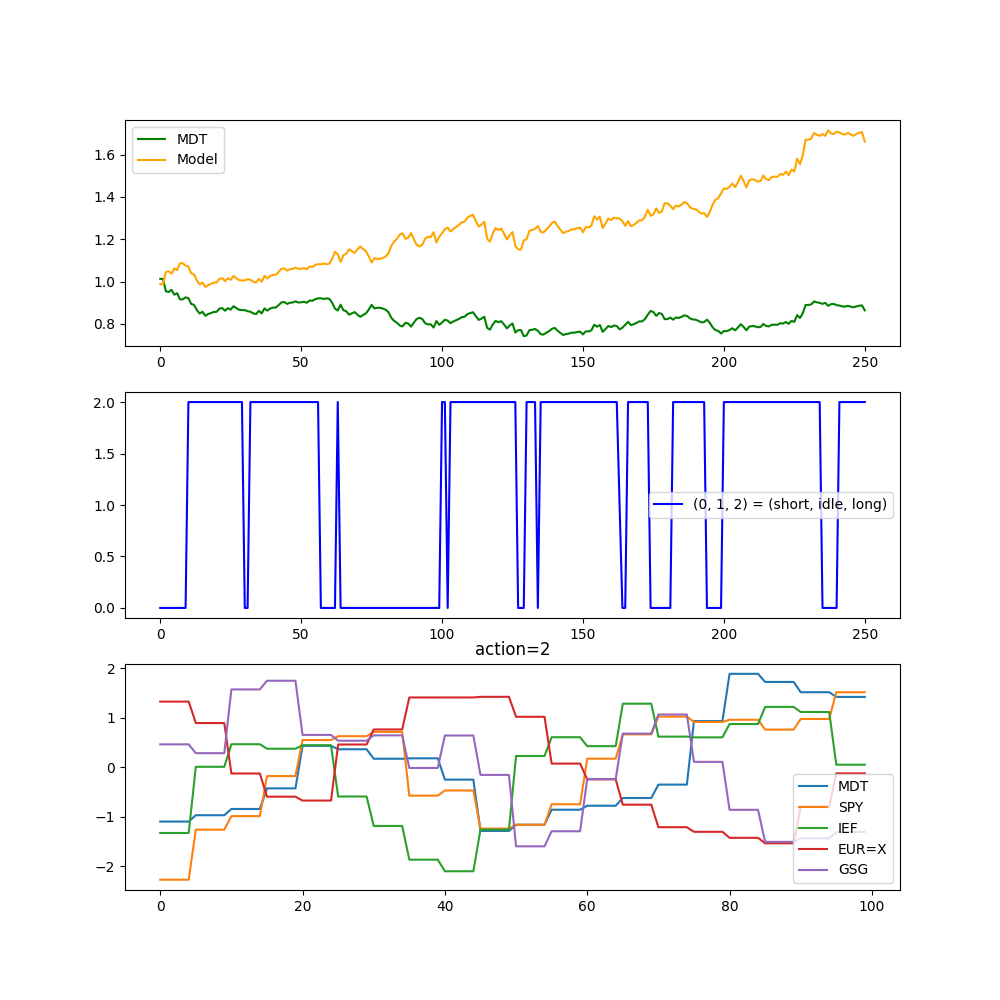 MDT
Model
1.6
1.4
1.2
1.0
0.8
0 50 100 150 200 250
2.0
1.5
1.0
0.5
0.0
(0, 1, 2) = (short, idle, long)
0 50 100 150 200 250
action=2
2
1
0
−1
−2
MDT
SPY
IEF
EUR=X
GSG
0 20 40 60 80 100